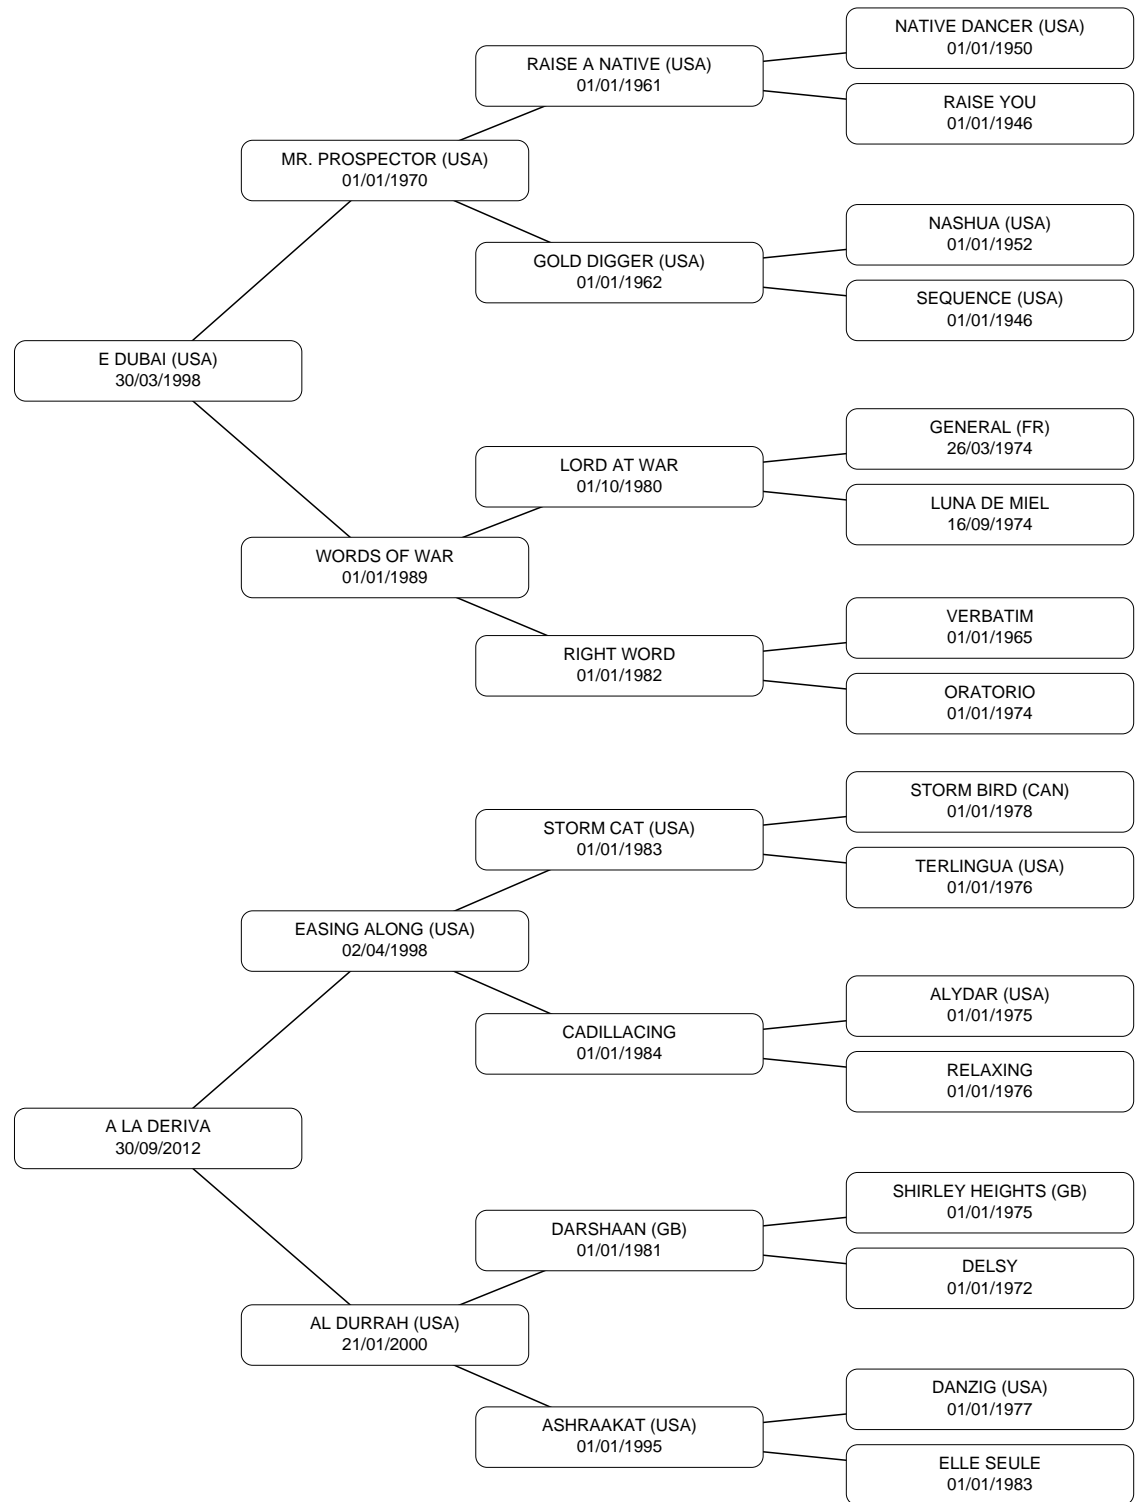 NATIVE DANCER (USA)
01/01/1950
RAISE A NATIVE (USA)
01/01/1961
RAISE YOU
01/01/1946
MR. PROSPECTOR (USA)
01/01/1970
NASHUA (USA)
01/01/1952
GOLD DIGGER (USA)
01/01/1962
SEQUENCE (USA)
01/01/1946
E DUBAI (USA)
30/03/1998
GENERAL (FR)
26/03/1974
LORD AT WAR
01/10/1980
LUNA DE MIEL
16/09/1974
WORDS OF WAR
01/01/1989
VERBATIM
01/01/1965
RIGHT WORD
01/01/1982
ORATORIO
01/01/1974
STORM BIRD (CAN)
01/01/1978
STORM CAT (USA)
01/01/1983
TERLINGUA (USA)
01/01/1976
EASING ALONG (USA)
02/04/1998
ALYDAR (USA)
01/01/1975
CADILLACING
01/01/1984
RELAXING
01/01/1976
A LA DERIVA
30/09/2012
SHIRLEY HEIGHTS (GB)
01/01/1975
DARSHAAN (GB)
01/01/1981
DELSY
01/01/1972
AL DURRAH (USA)
21/01/2000
DANZIG (USA)
01/01/1977
ASHRAAKAT (USA)
01/01/1995
ELLE SEULE
01/01/1983